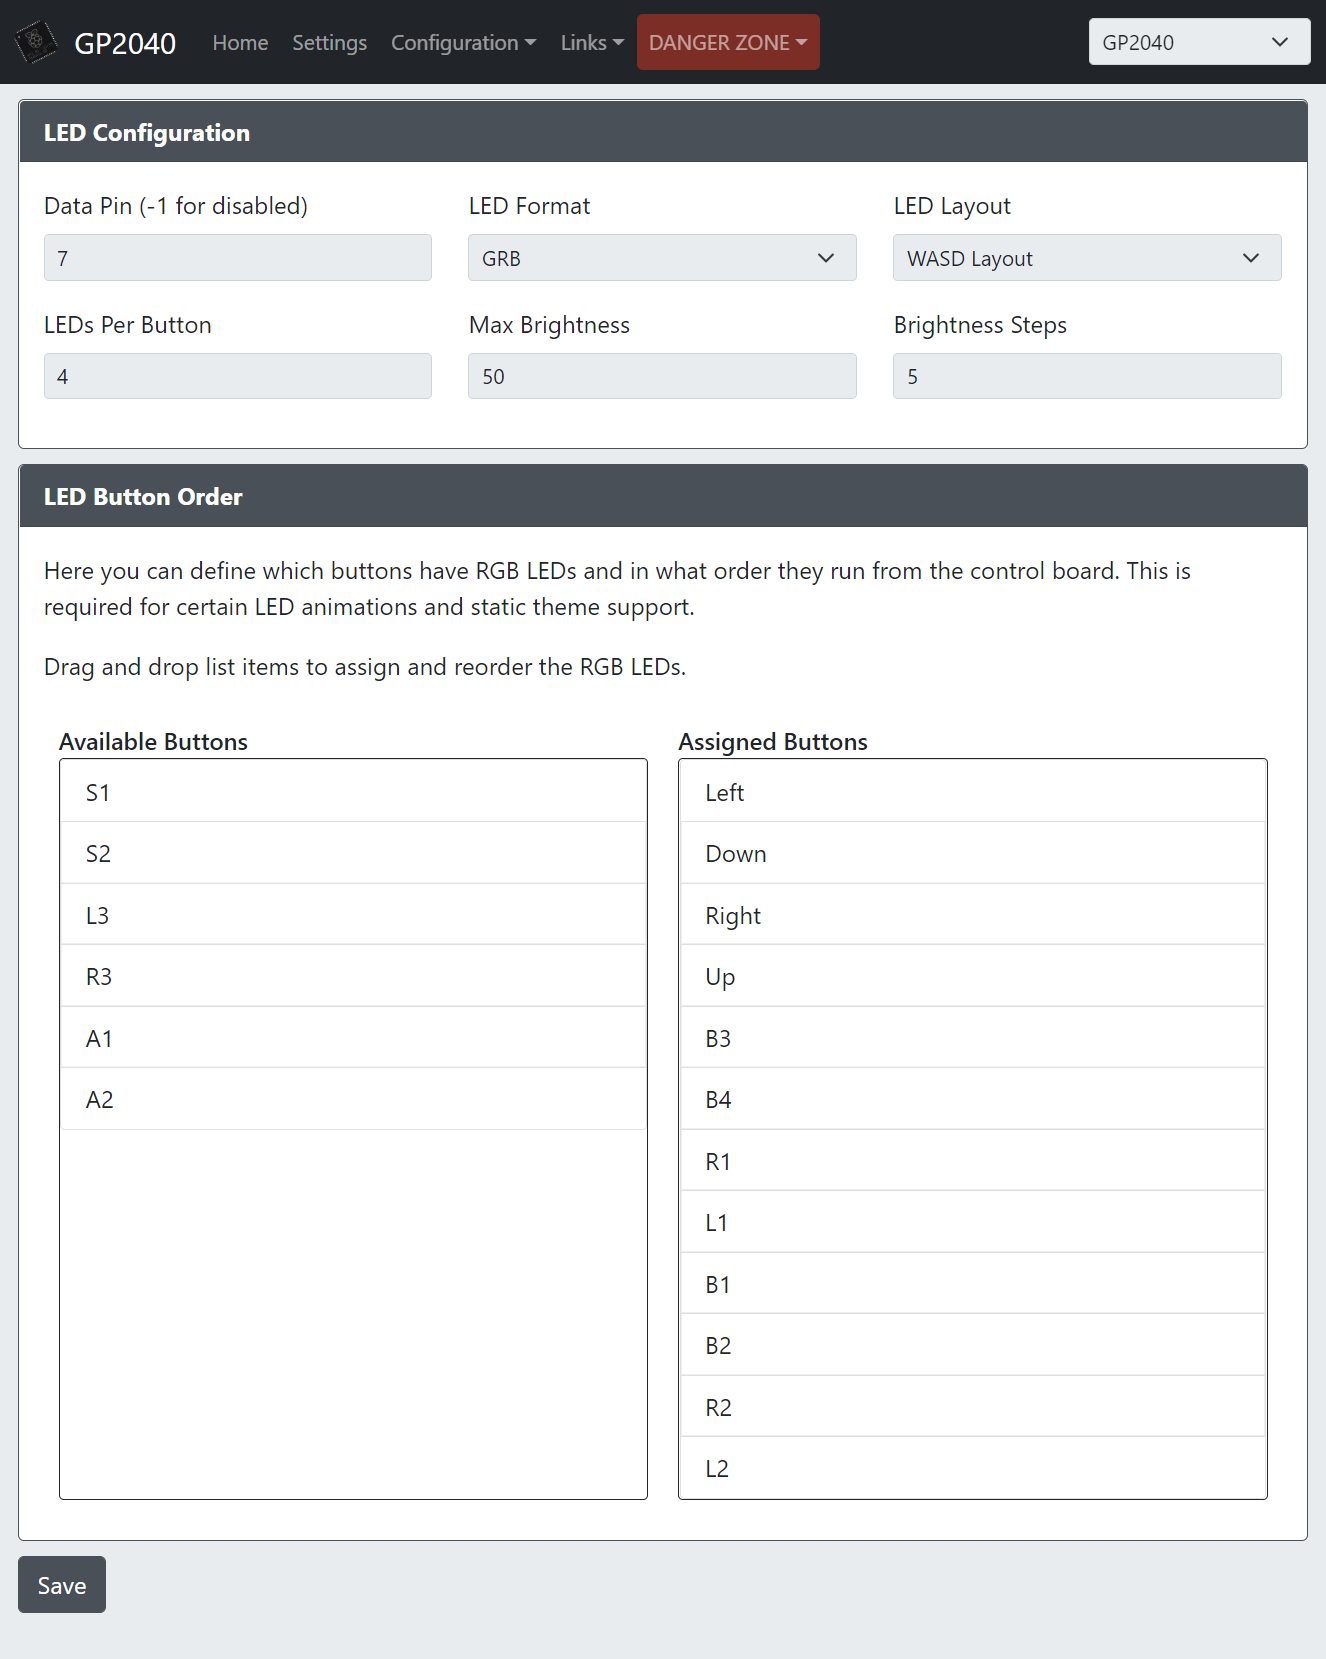 GP2040 Home Settings Configuration Links DANGER ZONE GP2040
LED Configuration
Data Pin (-1 for disabled) LED Format LED Layout
7 GRB WASD Layout
LEDs Per Button Max Brightness Brightness Steps
4 50 5
LED Button Order
Here you can define which buttons have RGB LEDs and in what order they run from the control board. This is
required for certain LED animations and static theme support.
Drag and drop list items to assign and reorder the RGB LEDs.
Available Buttons
S1
S2
L3
R3
A1
A2
Assigned Buttons
Left
Down
Right
Up
B3
B4
R1
L1
B1
B2
R2
L2
Save